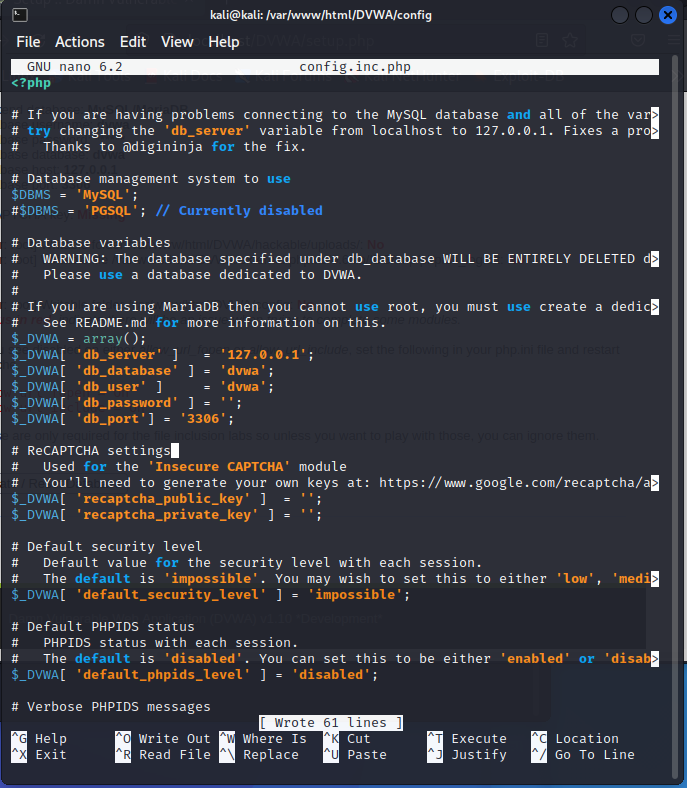 kali@kali: /var/www/html/DVWA/config
File Actions Edit View Help
GNU nano 6.2 config.inc.php
<?php
# If you are having problems connecting to the MySQL database and all of the var>
# try changing the 'db_server' variable from localhost to 127.0.0.1. Fixes a pro>
#   Thanks to @digininja for the fix.
# Database management system to use
$DBMS = 'MySQL';
#$DBMS = 'PGSQL'; // Currently disabled
# Database variables
#   WARNING: The database specified under db_database WILL BE ENTIRELY DELETED d>
#   Please use a database dedicated to DVWA.
#
# If you are using MariaDB then you cannot use root, you must use create a dedic>
#   See README.md for more information on this.
$_DVWA = array();
$_DVWA[ 'db_server' ]   = '127.0.0.1';
$_DVWA[ 'db_database' ] = 'dvwa';
$_DVWA[ 'db_user' ]     = 'dvwa';
$_DVWA[ 'db_password' ] = '';
$_DVWA[ 'db_port'] = '3306';
# ReCAPTCHA settings
#   Used for the 'Insecure CAPTCHA' module
#   You'll need to generate your own keys at: https://www.google.com/recaptcha/a>
$_DVWA[ 'recaptcha_public_key' ]  = '';
$_DVWA[ 'recaptcha_private_key' ] = '';
# Default security level
#   Default value for the security level with each session.
#   The default is 'impossible'. You may wish to set this to either 'low', 'medi>
$_DVWA[ 'default_security_level' ] = 'impossible';
# Default PHPIDS status
#   PHPIDS status with each session.
#   The default is 'disabled'. You can set this to be either 'enabled' or 'disab>
$_DVWA[ 'default_phpids_level' ] = 'disabled';
# Verbose PHPIDS messages
[ Wrote 61 lines ]
^G Help ^O Write Out ^W Where Is ^K Cut ^T Execute ^C Location
^X Exit ^R Read File ^\ Replace ^U Paste ^J Justify ^/ Go To Line